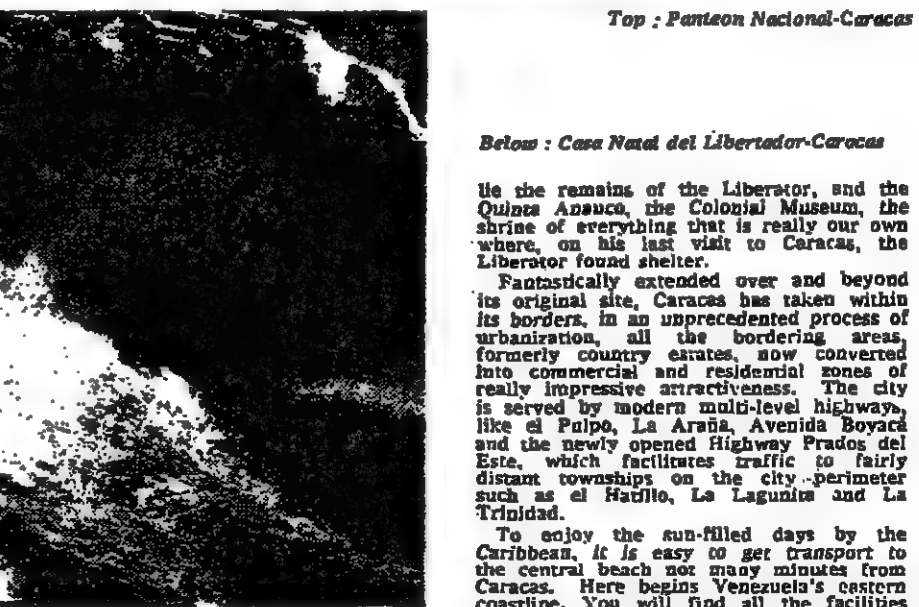 Top : Panteon Nacional-Caracas
Below : Casa Natal del Libertador-Caracas
lie the remains of the Liberator, and the
Quinta Anauco, the Colonial Museum, the
shrine of everything that is really our own
where, on his last visit to Caracas, the
Liberator found shelter.
Fantastically extended over and beyond
its original site, Caracas has taken within
its borders, in an unprecedented process of
urbanization, all the bordering areas,
formerly country estates, now converted
into commercial and residential zones of
really impressive attractiveness. The city
is served by modern multi-level highways,
like el Pulpo, La Araña, Avenida Boyacá
and the newly opened Highway Prados del
Este, which facilitates traffic to fairly
distant townships on the city perimeter
such as el Hatillo, La Lagunita and La
Trinidad.
To enjoy the sun-filled days by the
Caribbean, it is easy to get transport to
the central beach not many minutes from
Caracas. Here begins Venezuela's eastern
coastline. You will find all the facilities